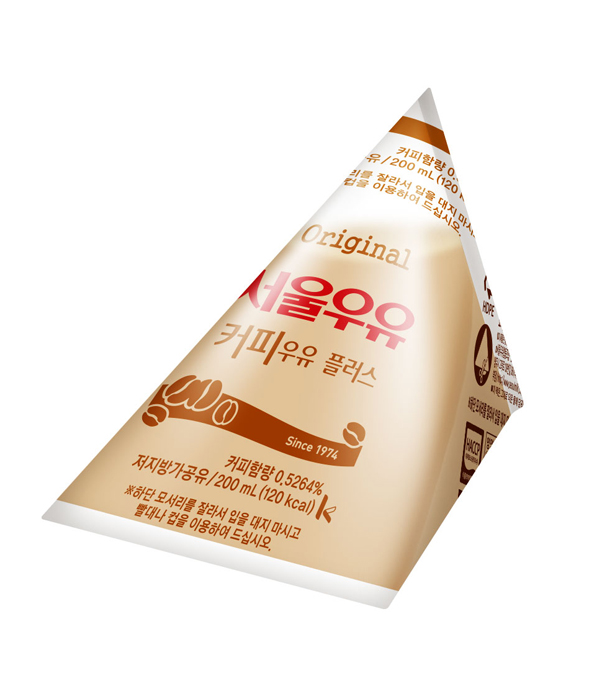 커피함량 0.
유/200 mL (120 k
리를 잘라서 입을 대지 마시
컵을 이용하여 드십시오.
Original
서울우유
커피우유 플러스
Since 1974
커피함량 0.5264%
저지방가공유/200 mL (120 kcal)
※하단 모서리를 잘라서 입을 대지 마시고
빨대나 컵을 이용하여 드십시오.
HDPE
HACCP